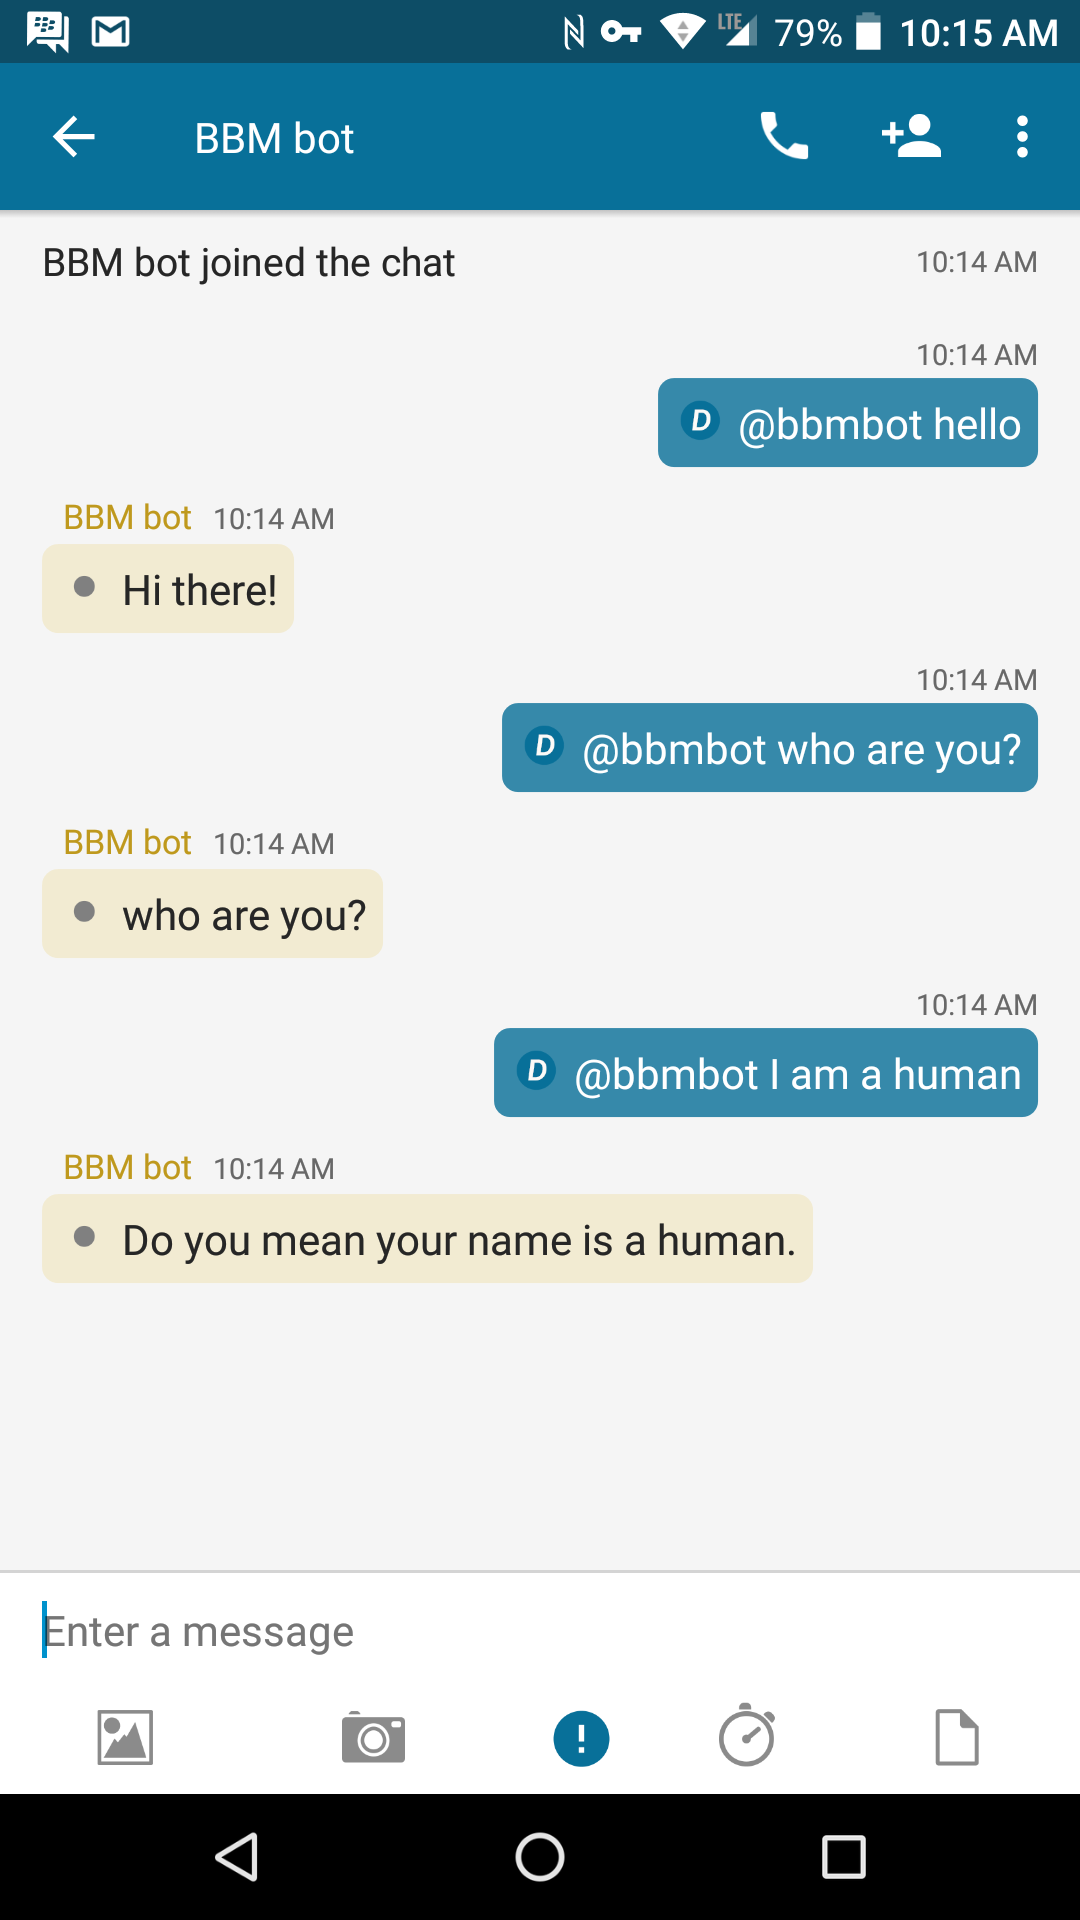 LTE 79% 10:15 AM
BBM bot
BBM bot joined the chat 10:14 AM
10:14 AM
D @bbmbot hello
BBM bot 10:14 AM
Hi there!
10:14 AM
D @bbmbot who are you?
BBM bot 10:14 AM
who are you?
10:14 AM
D @bbmbot I am a human
BBM bot 10:14 AM
Do you mean your name is a human.
Enter a message